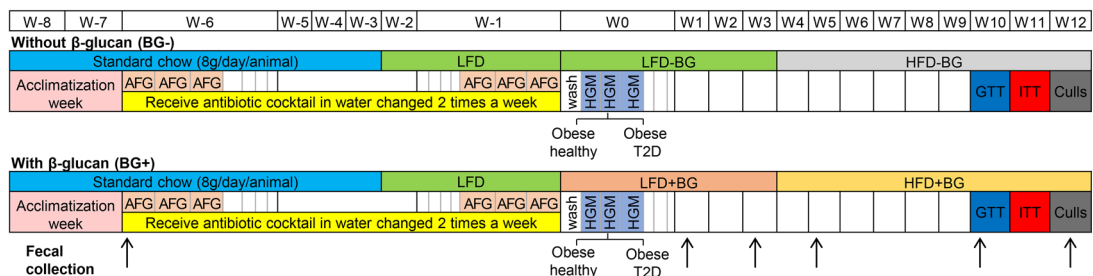 W-8 W-7 W-6 W-5 W-4 W-3 W-2 W-1 W0 W1 W2 W3 W4 W5 W6 W7 W8 W9 W10 W11 W12
Without β-glucan (BG-)
Standard chow (8g/day/animal) LFD LFD-BG HFD-BG
Acclimatization week AFG AFG AFG AFG AFG AFG wash HGM HGM HGM GTT ITT Culls
Receive antibiotic cocktail in water changed 2 times a week
Obese Obese
healthy T2D
With β-glucan (BG+)
Standard chow (8g/day/animal) LFD LFD+BG HFD+BG
Acclimatization week AFG AFG AFG AFG AFG AFG wash HGM HGM HGM GTT ITT Culls
Receive antibiotic cocktail in water changed 2 times a week
Fecal Obese Obese
collection healthy T2D